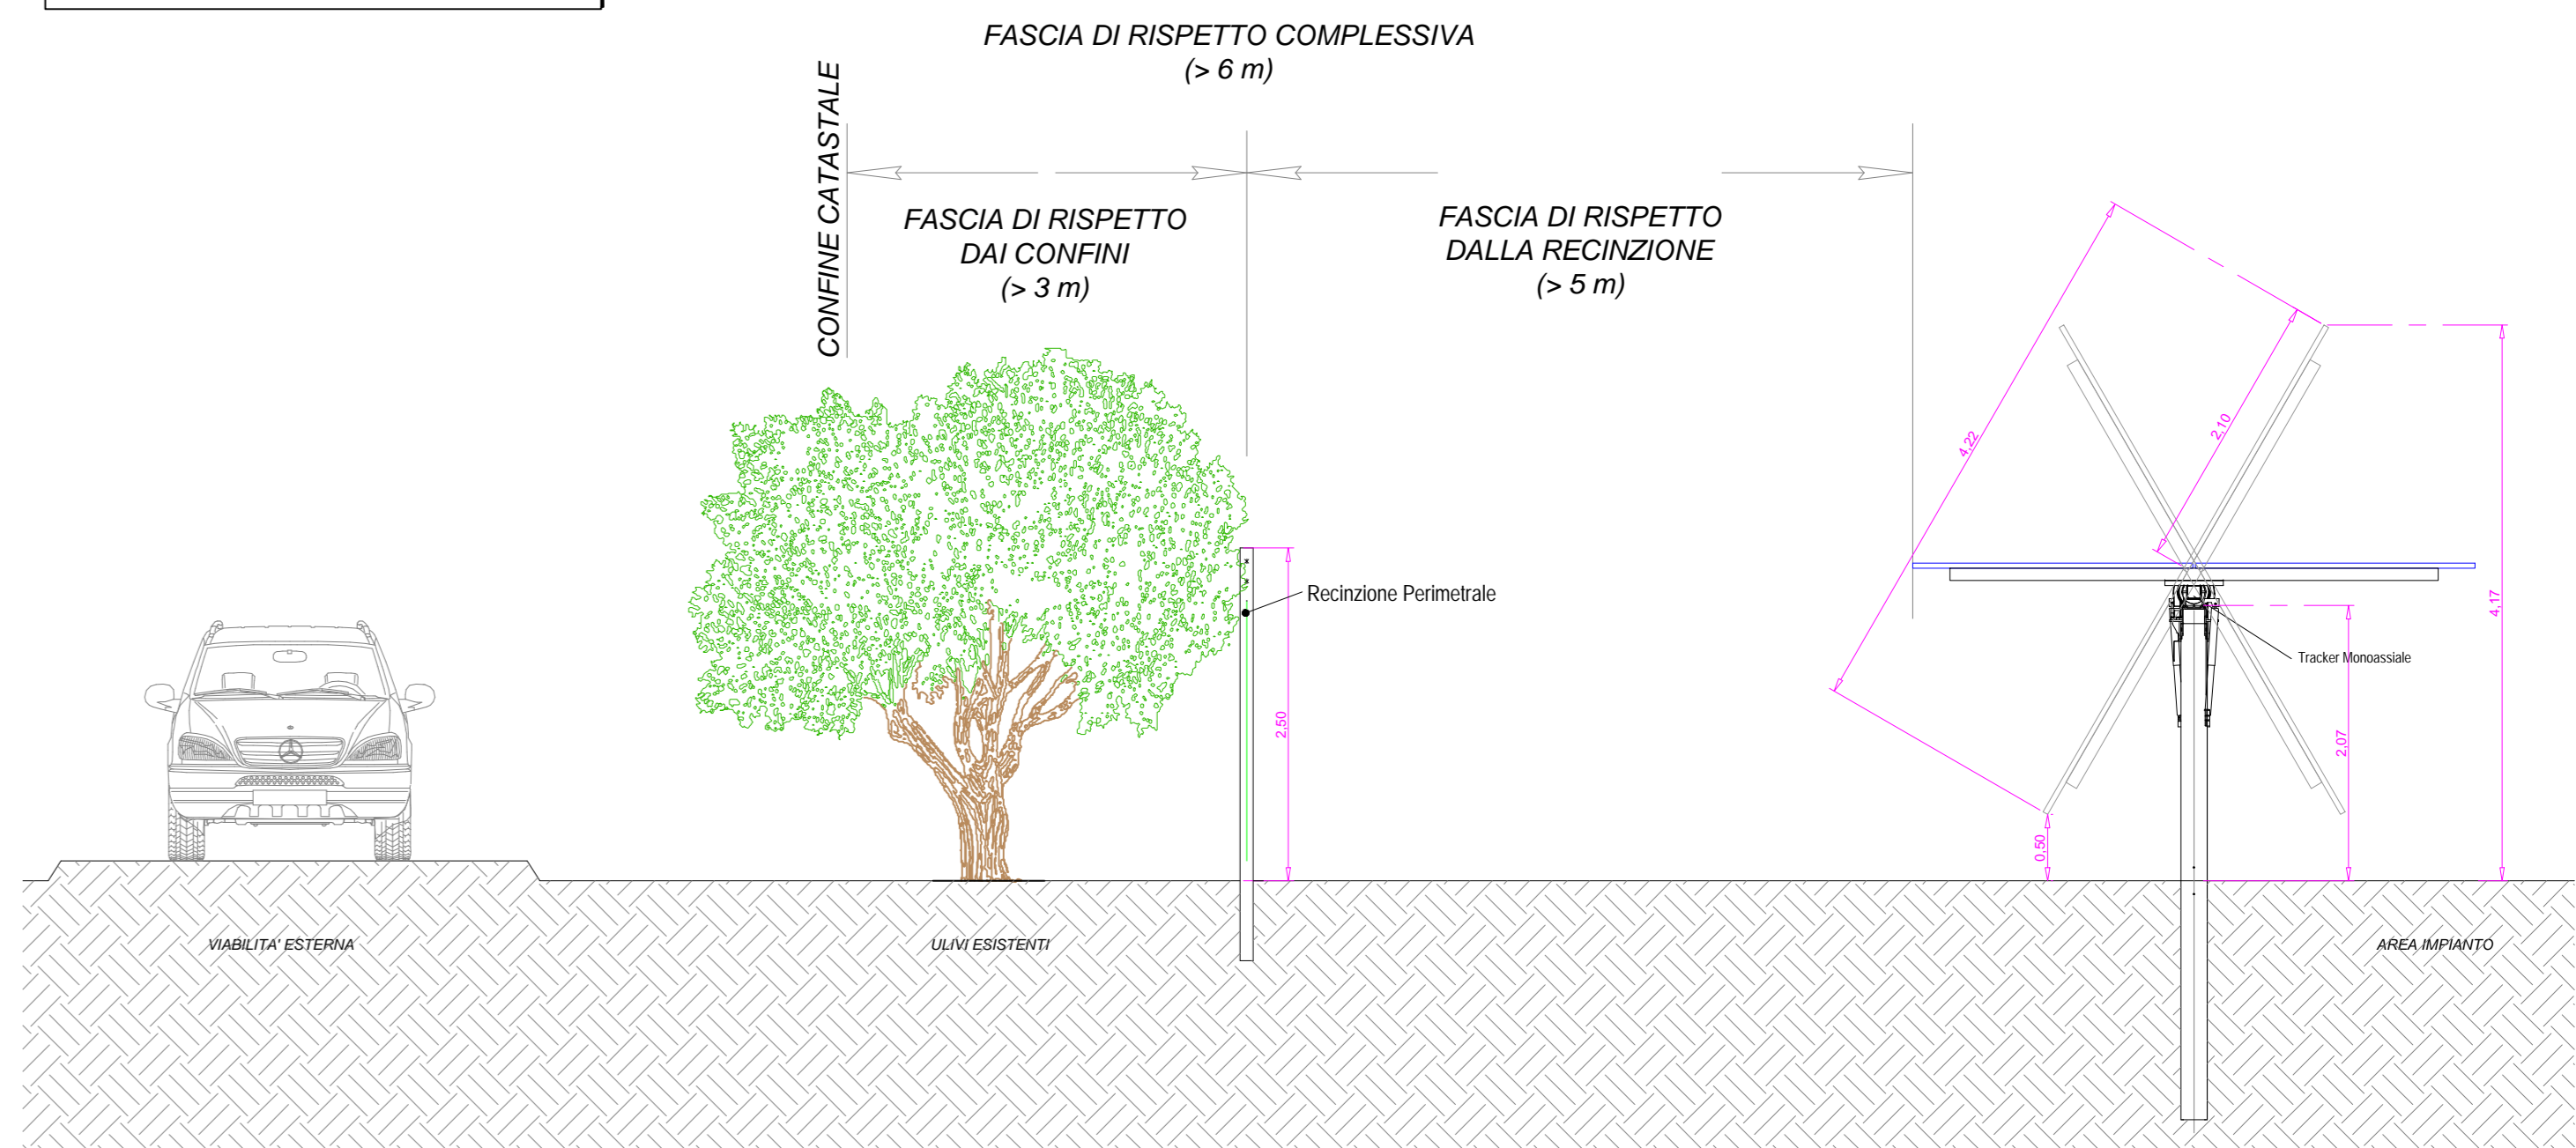 FASCIA DI RISPETTO COMPLESSIVA
(> 6 m)
CONFINE CATASTALE
FASCIA DI RISPETTO
DAI CONFINI
(> 3 m)
FASCIA DI RISPETTO
DALLA RECINZIONE
(> 5 m)
4,22
2,10
4,17
Recinzione Perimetrale
Tracker Monoassiale
2,50
2,07
0,50
VIABILITA' ESTERNA
ULIVI ESISTENTI
AREA IMPIANTO